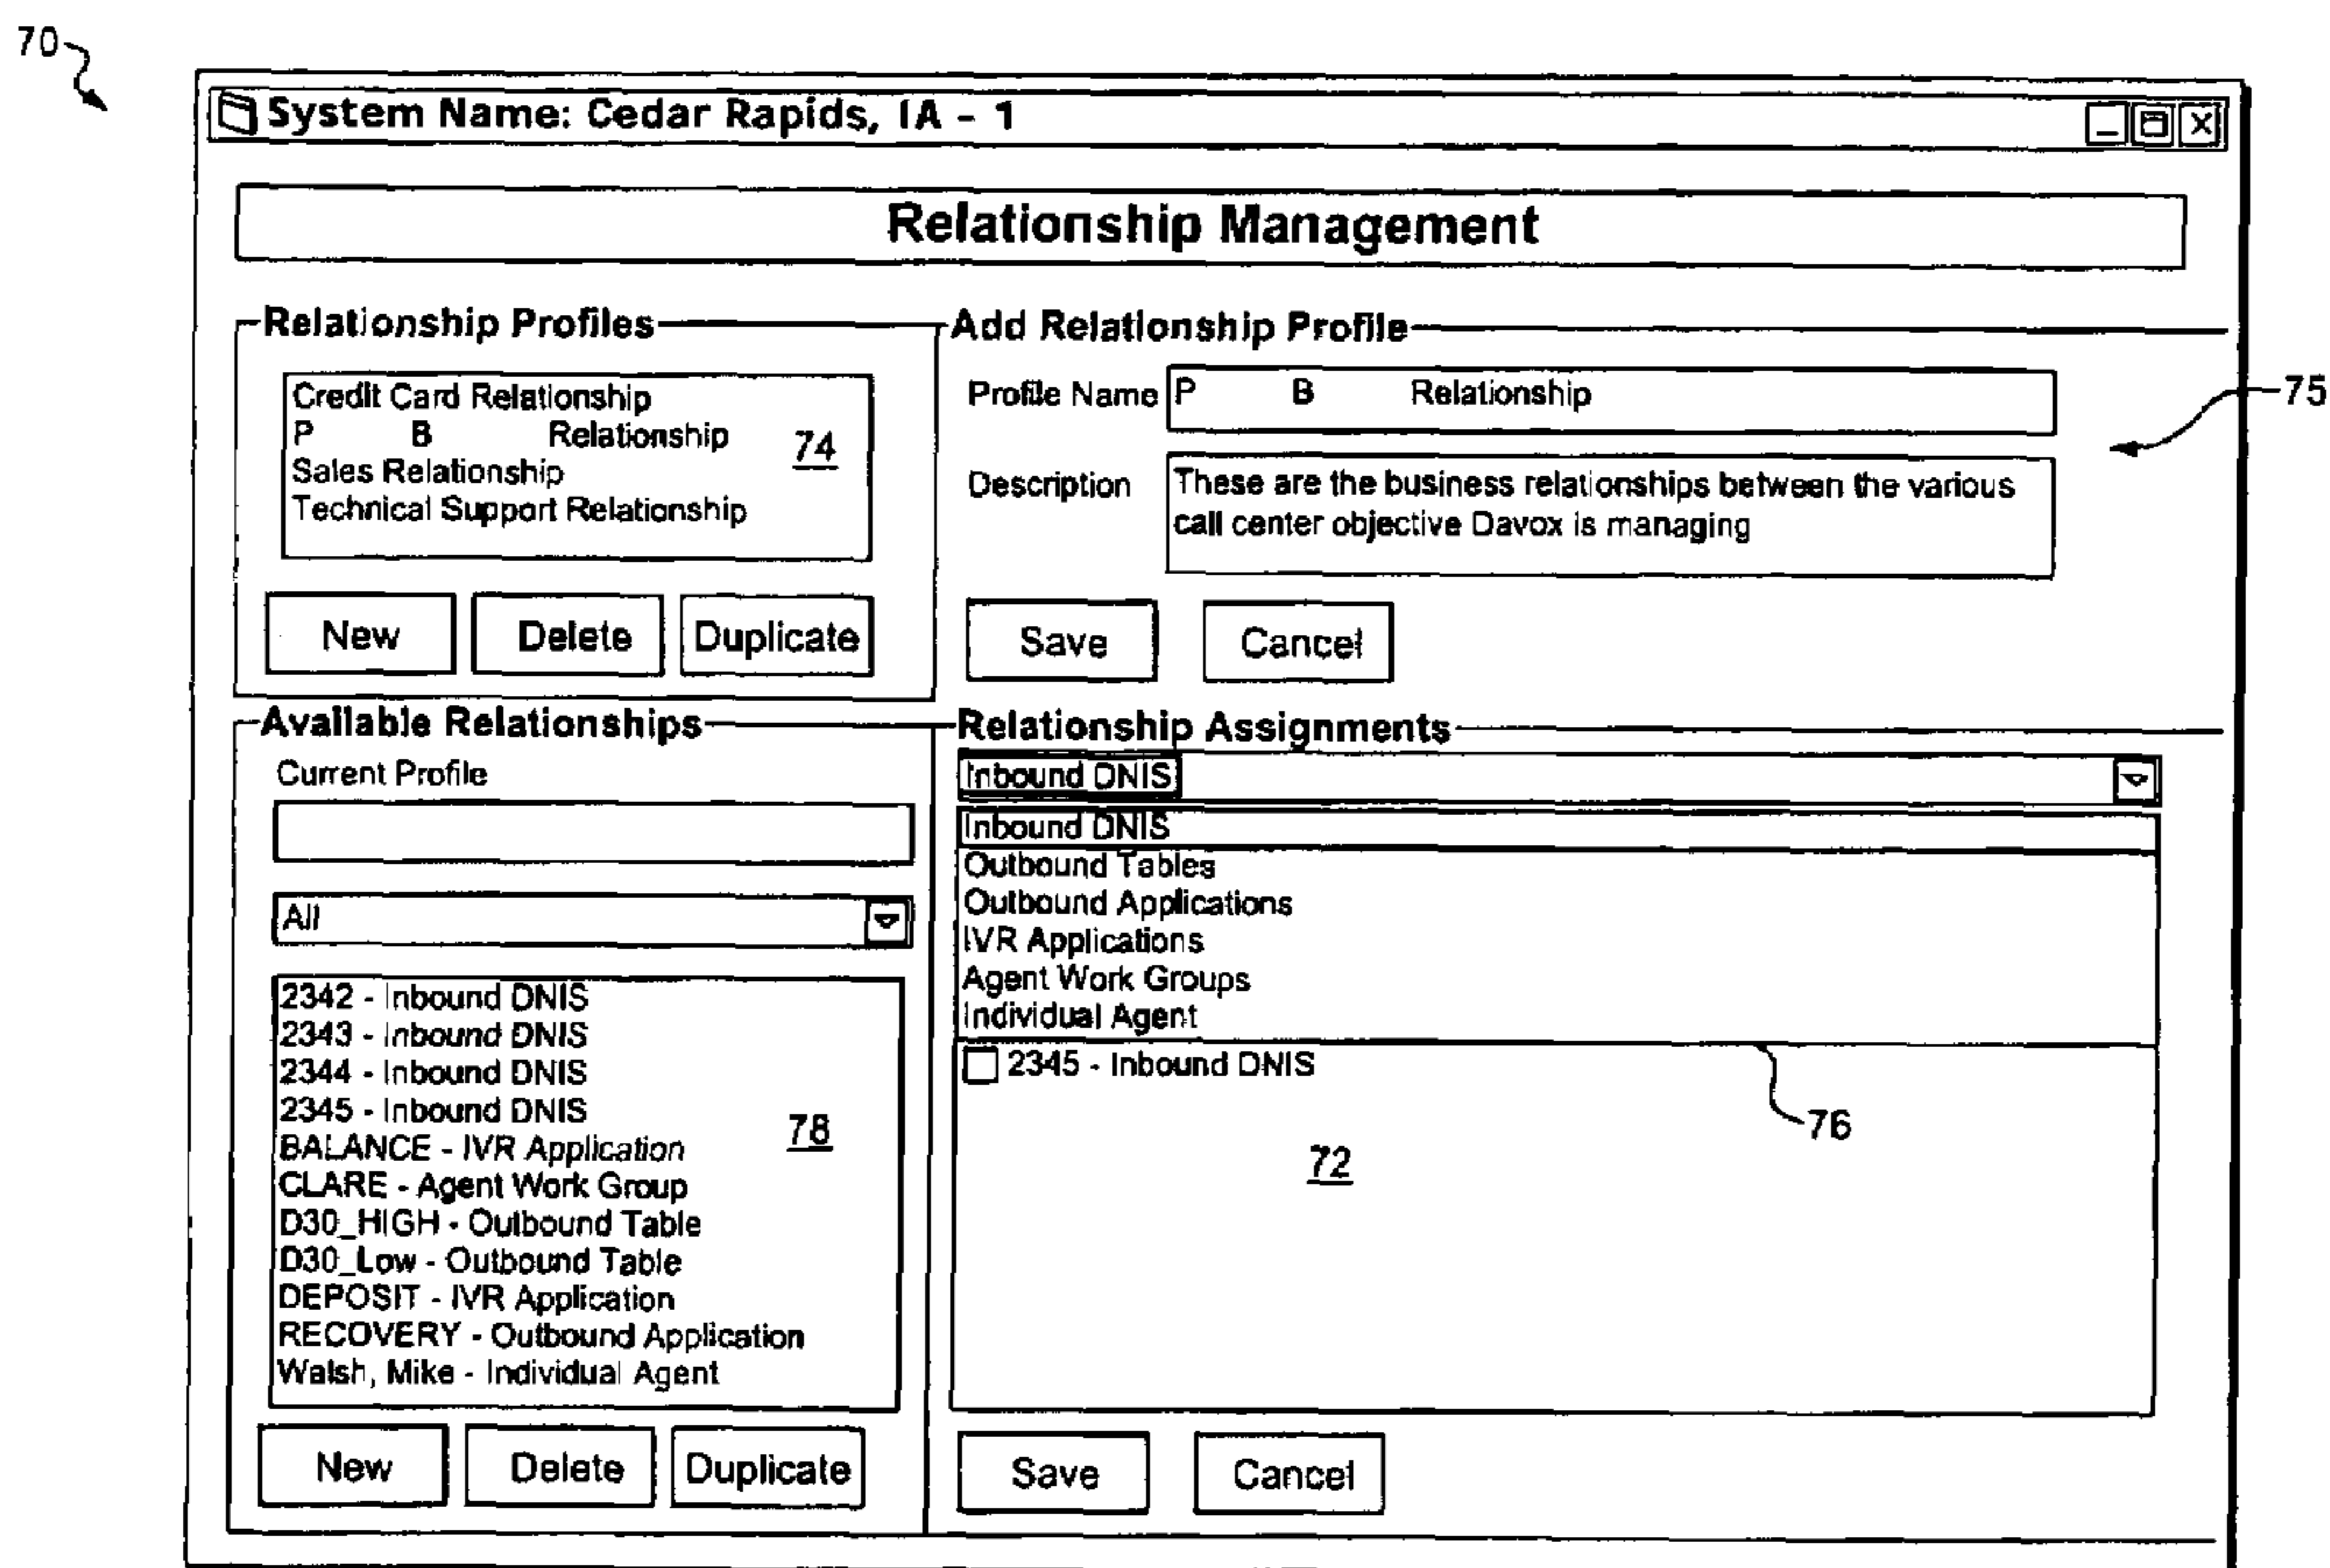 70
System Name: Cedar Rapids, IA - 1
Relationship Management
Relationship Profiles
Credit Card Relationship
P B Relationship
Sales Relationship
Technical Support Relationship
74
New Delete Duplicate
Add Relationship Profile
Profile Name P B Relationship
75
Description These are the business relationships between the various
call center objective Davox is managing
Save Cancel
Available Relationships
Current Profile
All
2342 - Inbound DNIS
2343 - Inbound DNIS
2344 - Inbound DNIS
2345 - Inbound DNIS
BALANCE - IVR Application
CLARE - Agent Work Group
D30_HIGH - Outbound Table
D30_Low - Outbound Table
DEPOSIT - IVR Application
RECOVERY - Outbound Application
Walsh, Mike - Individual Agent
78
New Delete Duplicate
Relationship Assignments
Inbound DNIS
Inbound DNIS
Outbound Tables
Outbound Applications
IVR Applications
Agent Work Groups
Individual Agent
2345 - Inbound DNIS
76
72
Save Cancel